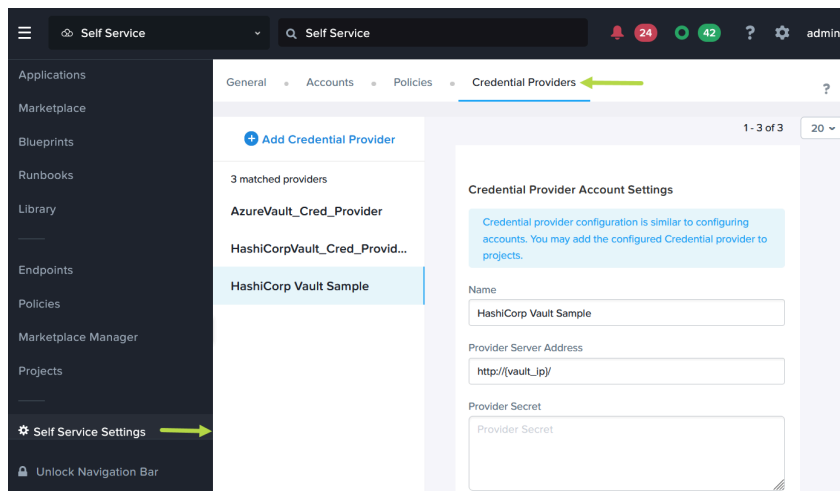 Self Service
Self Service
24
42
?
admin
Applications
Marketplace
Blueprints
Runbooks
Library
Endpoints
Policies
Marketplace Manager
Projects
Self Service Settings
Unlock Navigation Bar
General
Accounts
Policies
Credential Providers
?
Add Credential Provider
3 matched providers
AzureVault_Cred_Provider
HashiCorpVault_Cred_Provid...
HashiCorp Vault Sample
1 - 3 of 3
20
Credential Provider Account Settings
Credential provider configuration is similar to configuring
accounts. You may add the configured Credential provider to
projects.
Name
HashiCorp Vault Sample
Provider Server Address
http://{vault_ip}/
Provider Secret
Provider Secret